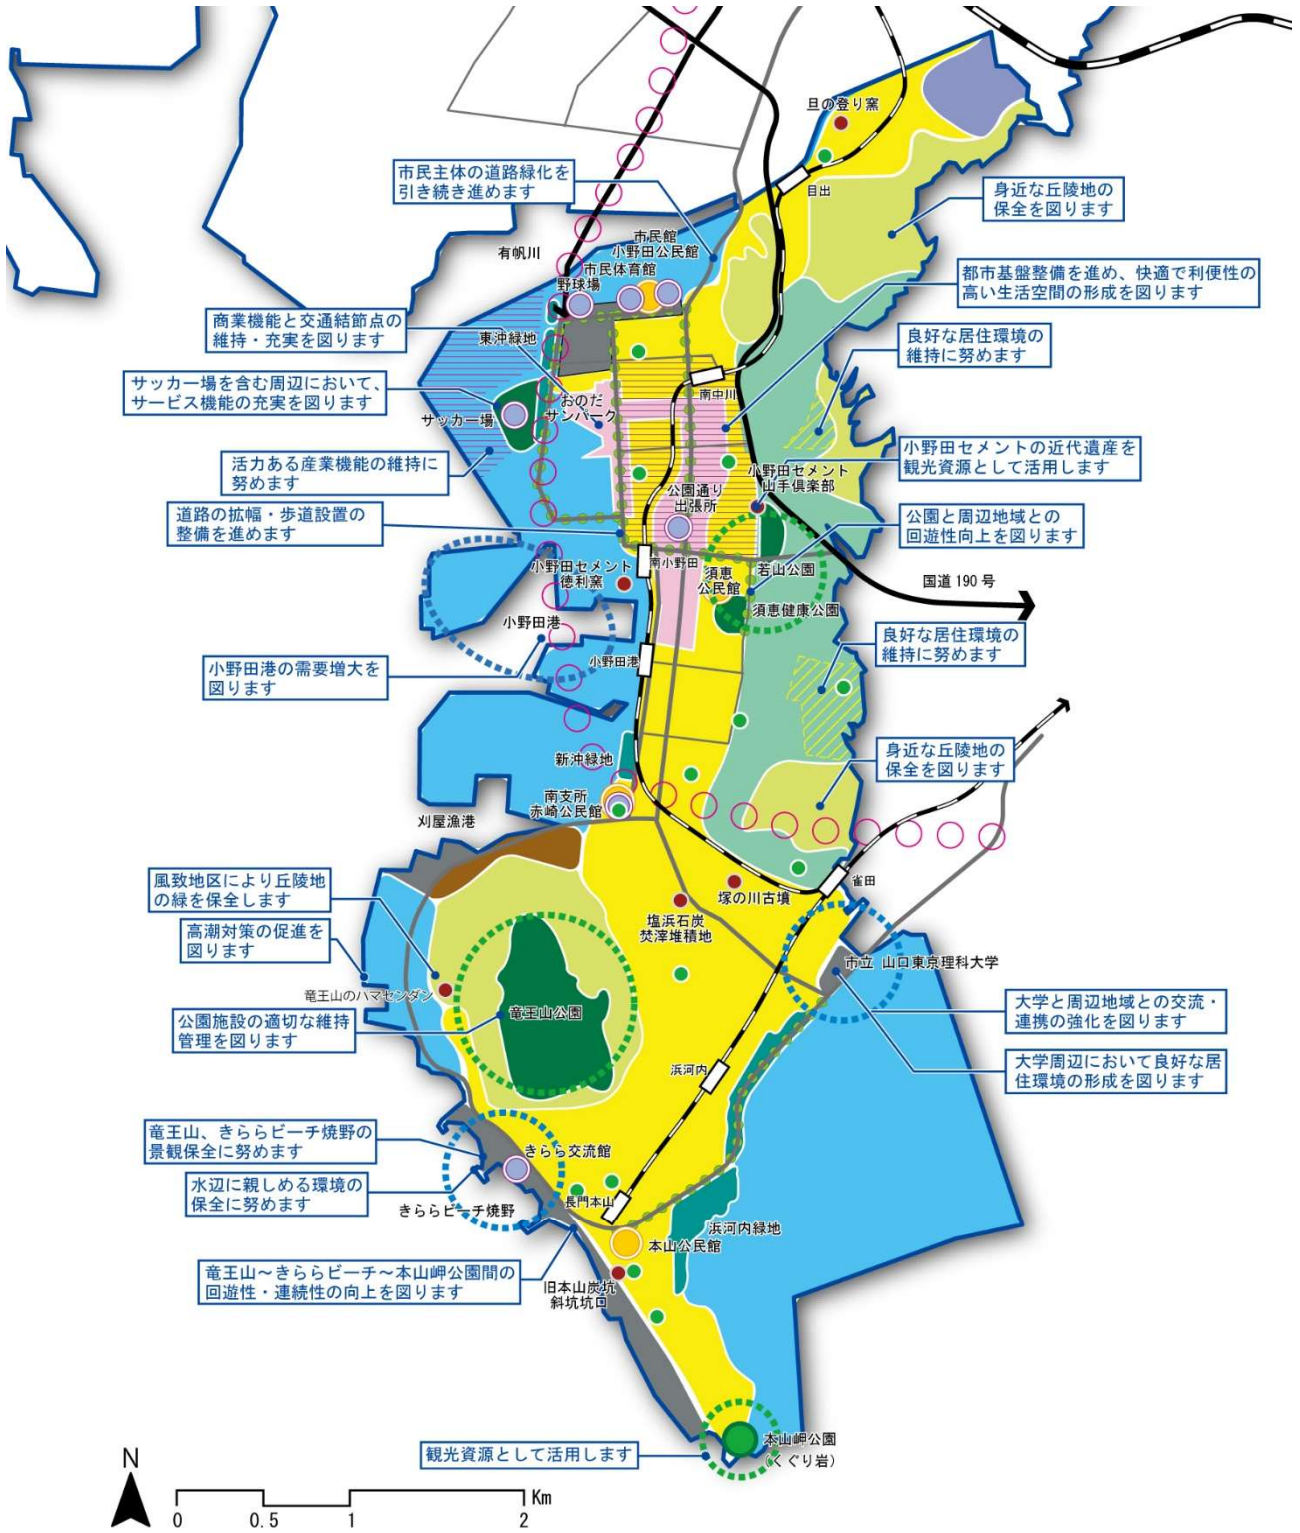 旦の登り窯
市民主体の道路緑化を
引き続き進めます
目出
身近な丘陵地の
保全を図ります
有帆川
市民館
小野田公民館
市民体育館
野球場
都市基盤整備を進め、快適で利便性の
高い生活空間の形成を図ります
商業機能と交通結節点の
維持・充実を図ります
東沖緑地
良好な居住環境の
維持に努めます
サッカー場を含む周辺において、
サービス機能の充実を図ります
サッカー場
おのだ
サンパーク
南中川
活力ある産業機能の維持に
努めます
小野田セメントの近代遺産を
観光資源として活用します
小野田セメント
山手倶楽部
公園通り
出張所
道路の拡幅・歩道設置の
整備を進めます
公園と周辺地域との
回遊性向上を図ります
小野田セメント
徳利窯
南小野田
須恵
公民館
若山公園
国道190号
須恵健康公園
小野田港
小野田港
小野田港の需要増大を
図ります
良好な居住環境の
維持に努めます
新沖緑地
身近な丘陵地の
保全を図ります
南支所
赤崎公民館
刈屋漁港
風致地区により丘陵地
の緑を保全します
雀田
塚の川古墳
塩浜石炭
焚滓堆積地
高潮対策の促進を
図ります
市立 山口東京理科大学
竜王山のハマセンダン
竜王山公園
公園施設の適切な維持
管理を図ります
大学と周辺地域との交流・
連携の強化を図ります
浜河内
大学周辺において良好な居
住環境の形成を図ります
竜王山、きららビーチ焼野の
景観保全に努めます
きらら交流館
水辺に親しめる環境の
保全に努めます
きららビーチ焼野
長門本山
浜河内緑地
本山公民館
竜王山～きららビーチ～本山岬公園間の
回遊性・連続性の向上を図ります
旧本山炭坑
斜坑坑口
観光資源として活用します
本山岬公園
(くぐり岩)
N
Km
0 0.5 1 2